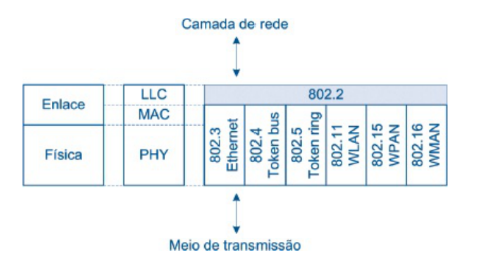 Camada de rede
Enlace
LLC
MAC
802.2
Física
PHY
802.3
Ethernet
802.4
Token bus
802.5
Token ring
802.11
WLAN
802.15
WPAN
802.16
WMAN
Meio de transmissão